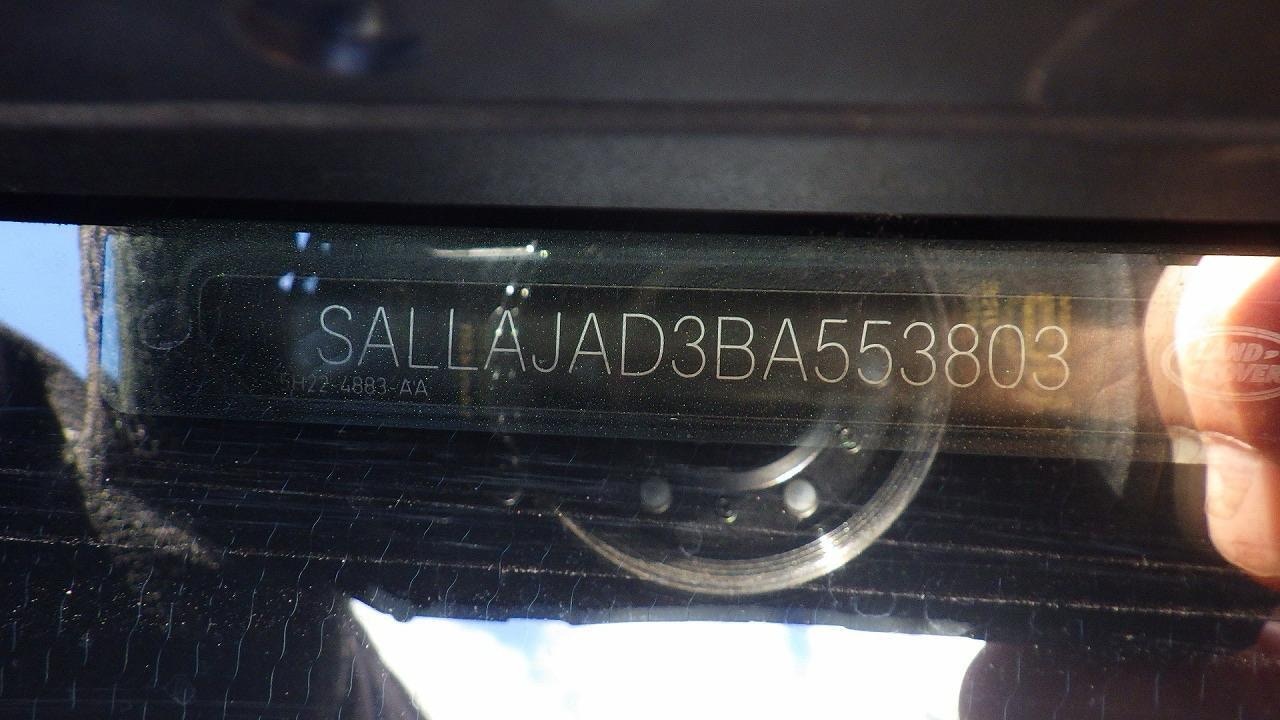 SALLAJAD3BA553803
H22-4883-AA
LAND-
ROVER